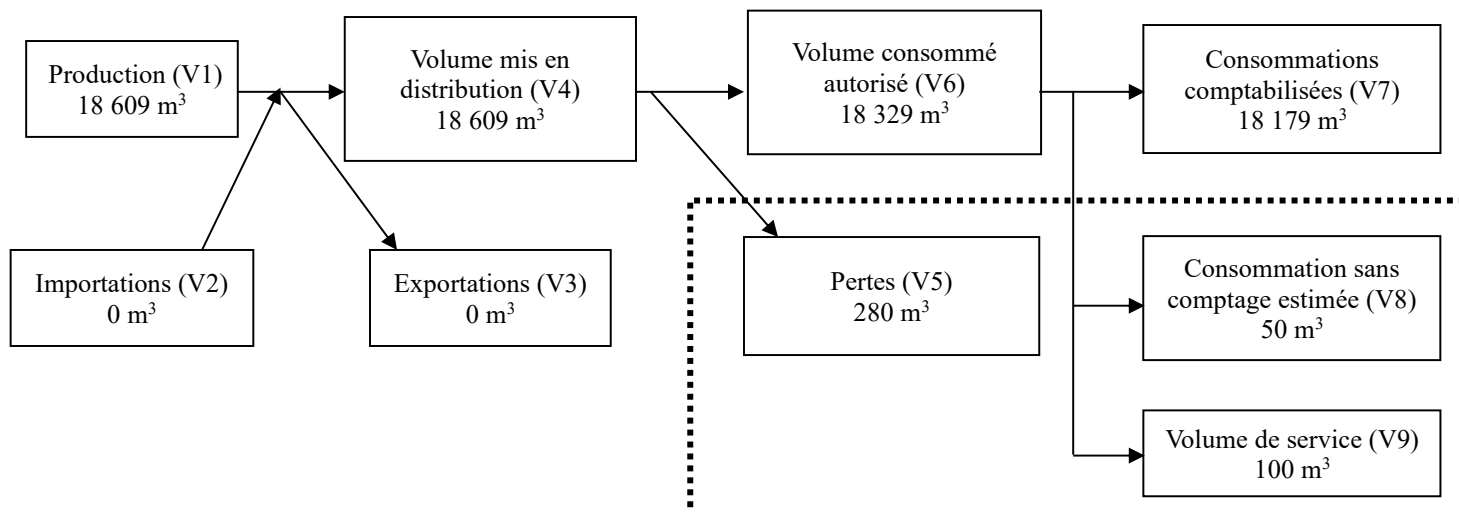 Production (V1)
18 609 m³
Volume mis en
distribution (V4)
18 609 m³
Volume consommé
autorisé (V6)
18 329 m³
Consommations
comptabilisées (V7)
18 179 m³
Importations (V2)
0 m³
Exportations (V3)
0 m³
Pertes (V5)
280 m³
Consommation sans
comptage estimée (V8)
50 m³
Volume de service (V9)
100 m³